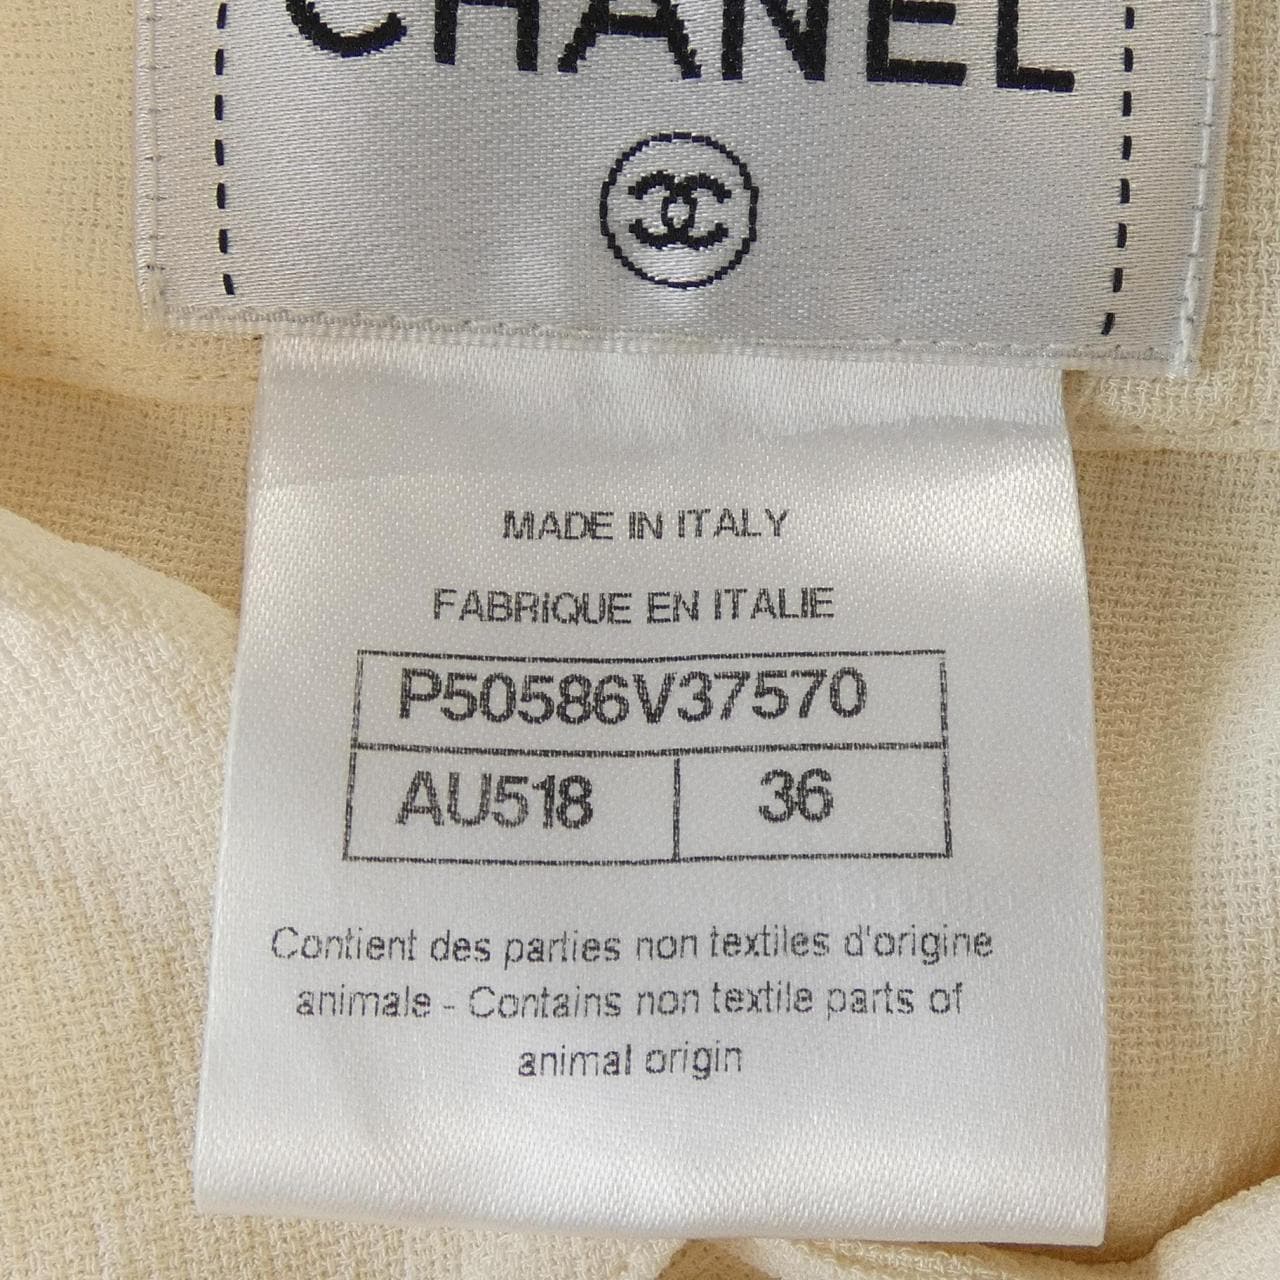 CHANEL
MADE IN ITALY
FABRIQUE EN ITALIE
P50586V37570
AU518 36
Contient des parties non textiles d'origine
animale - Contains non textile parts of
animal origin